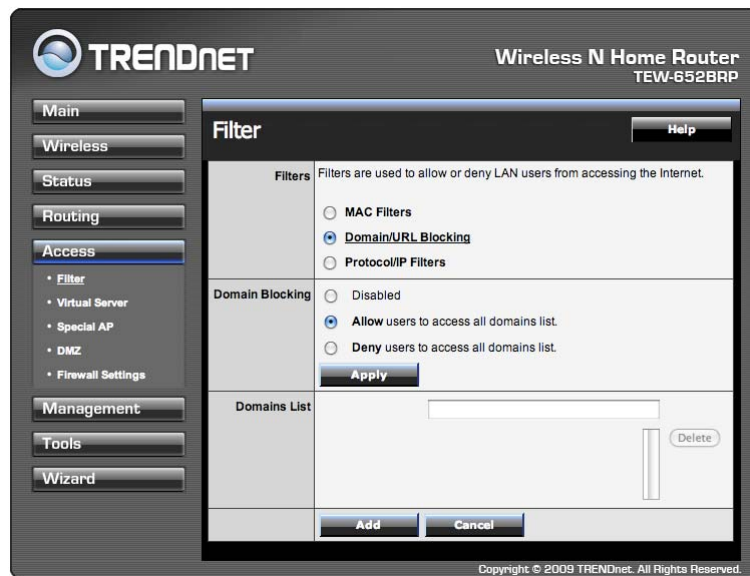 TRENDNET
Wireless N Home Router
TEW-652BRP
Main
Wireless
Status
Routing
Access
• Filter
• Virtual Server
• Special AP
• DMZ
• Firewall Settings
Management
Tools
Wizard
Filter
Help
Filters
Filters are used to allow or deny LAN users from accessing the Internet.
MAC Filters
Domain/URL Blocking
Protocol/IP Filters
Domain Blocking
Disabled
Allow users to access all domains list.
Deny users to access all domains list.
Apply
Domains List
Delete
Add
Cancel
Copyright © 2009 TRENDnet. All Rights Reserved.